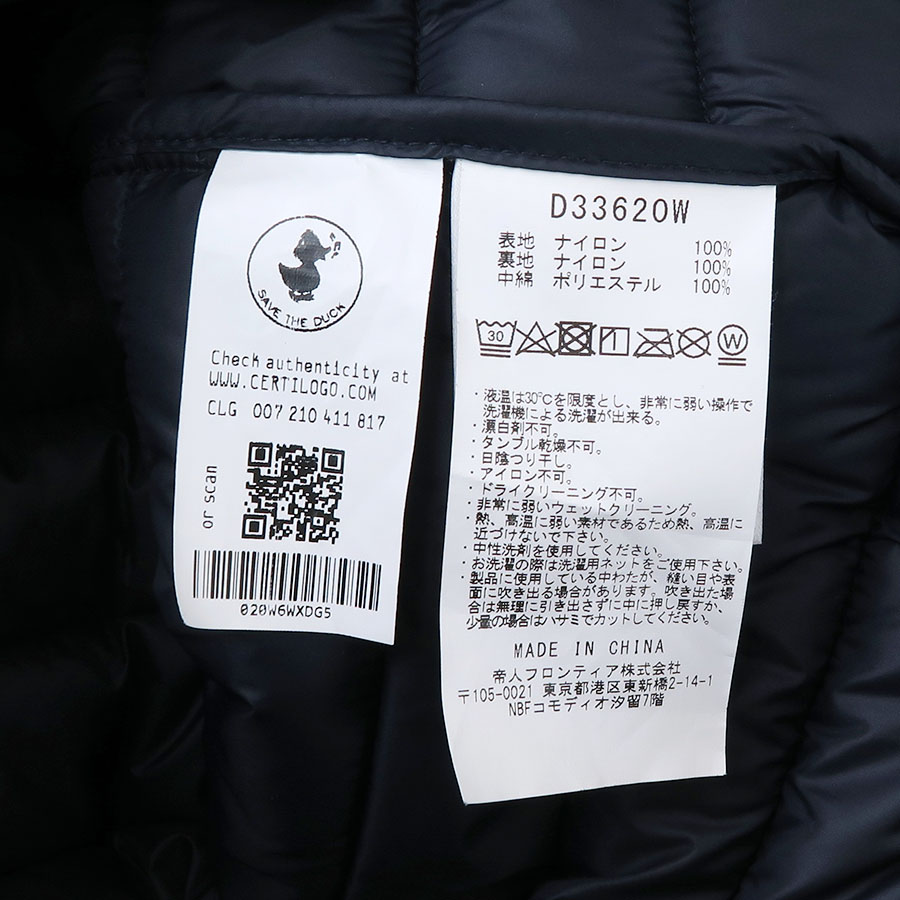 SAVE THE DUCK
Check authenticity at
WWW.CERTILOGO.COM
CLG 007 210 411 817
or scan
020W6WXDG5
D33620W
表地 ナイロン 100%
裏地 ナイロン 100%
中綿 ポリエステル 100%
30
W
・液温は30℃を限度とし、非常に弱い操作で
洗濯機による洗濯が出来る。
・漂白剤不可。
・タンブル乾燥不可。
・日陰つり干し。
・アイロン不可。
・ドライクリーニング不可。
・非常に弱いウェットクリーニング。
・熱、高温に弱い素材であるため熱、高温に
近づけないで下さい。
・中性洗剤を使用してください。
・お洗濯の際は洗濯用ネットをご使用下さい。
・製品に使用している中わたが、縫い目や表
面に吹き出る場合があります。吹き出た場
合は無理に引き出さずに中に押し戻すか、
少量の場合はハサミでカットしてください。
MADE IN CHINA
帝人フロンティア株式会社
〒105-0021 東京都港区東新橋2-14-1
NBFコモディオ汐留7階